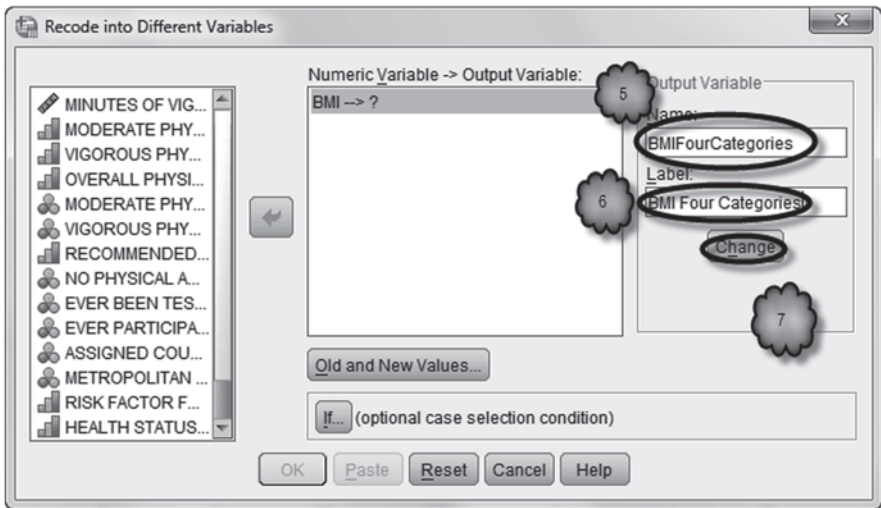 Recode into Different Variables
x
MINUTES OF VIG...
MODERATE PHY...
VIGOROUS PHY...
OVERALL PHYSI...
MODERATE PHY...
VIGOROUS PHY...
RECOMMENDED...
NO PHYSICAL A...
EVER BEEN TES...
EVER PARTICIPA...
ASSIGNED COU...
METROPOLITAN ...
RISK FACTOR F...
HEALTH STATUS...
Numeric Variable -> Output Variable:
BMI --> ?
5
Output Variable
Name:
BMIFourCategories
Label:
6
BMI Four Categories
Change
7
Old and New Values...
If... (optional case selection condition)
OK Paste Reset Cancel Help